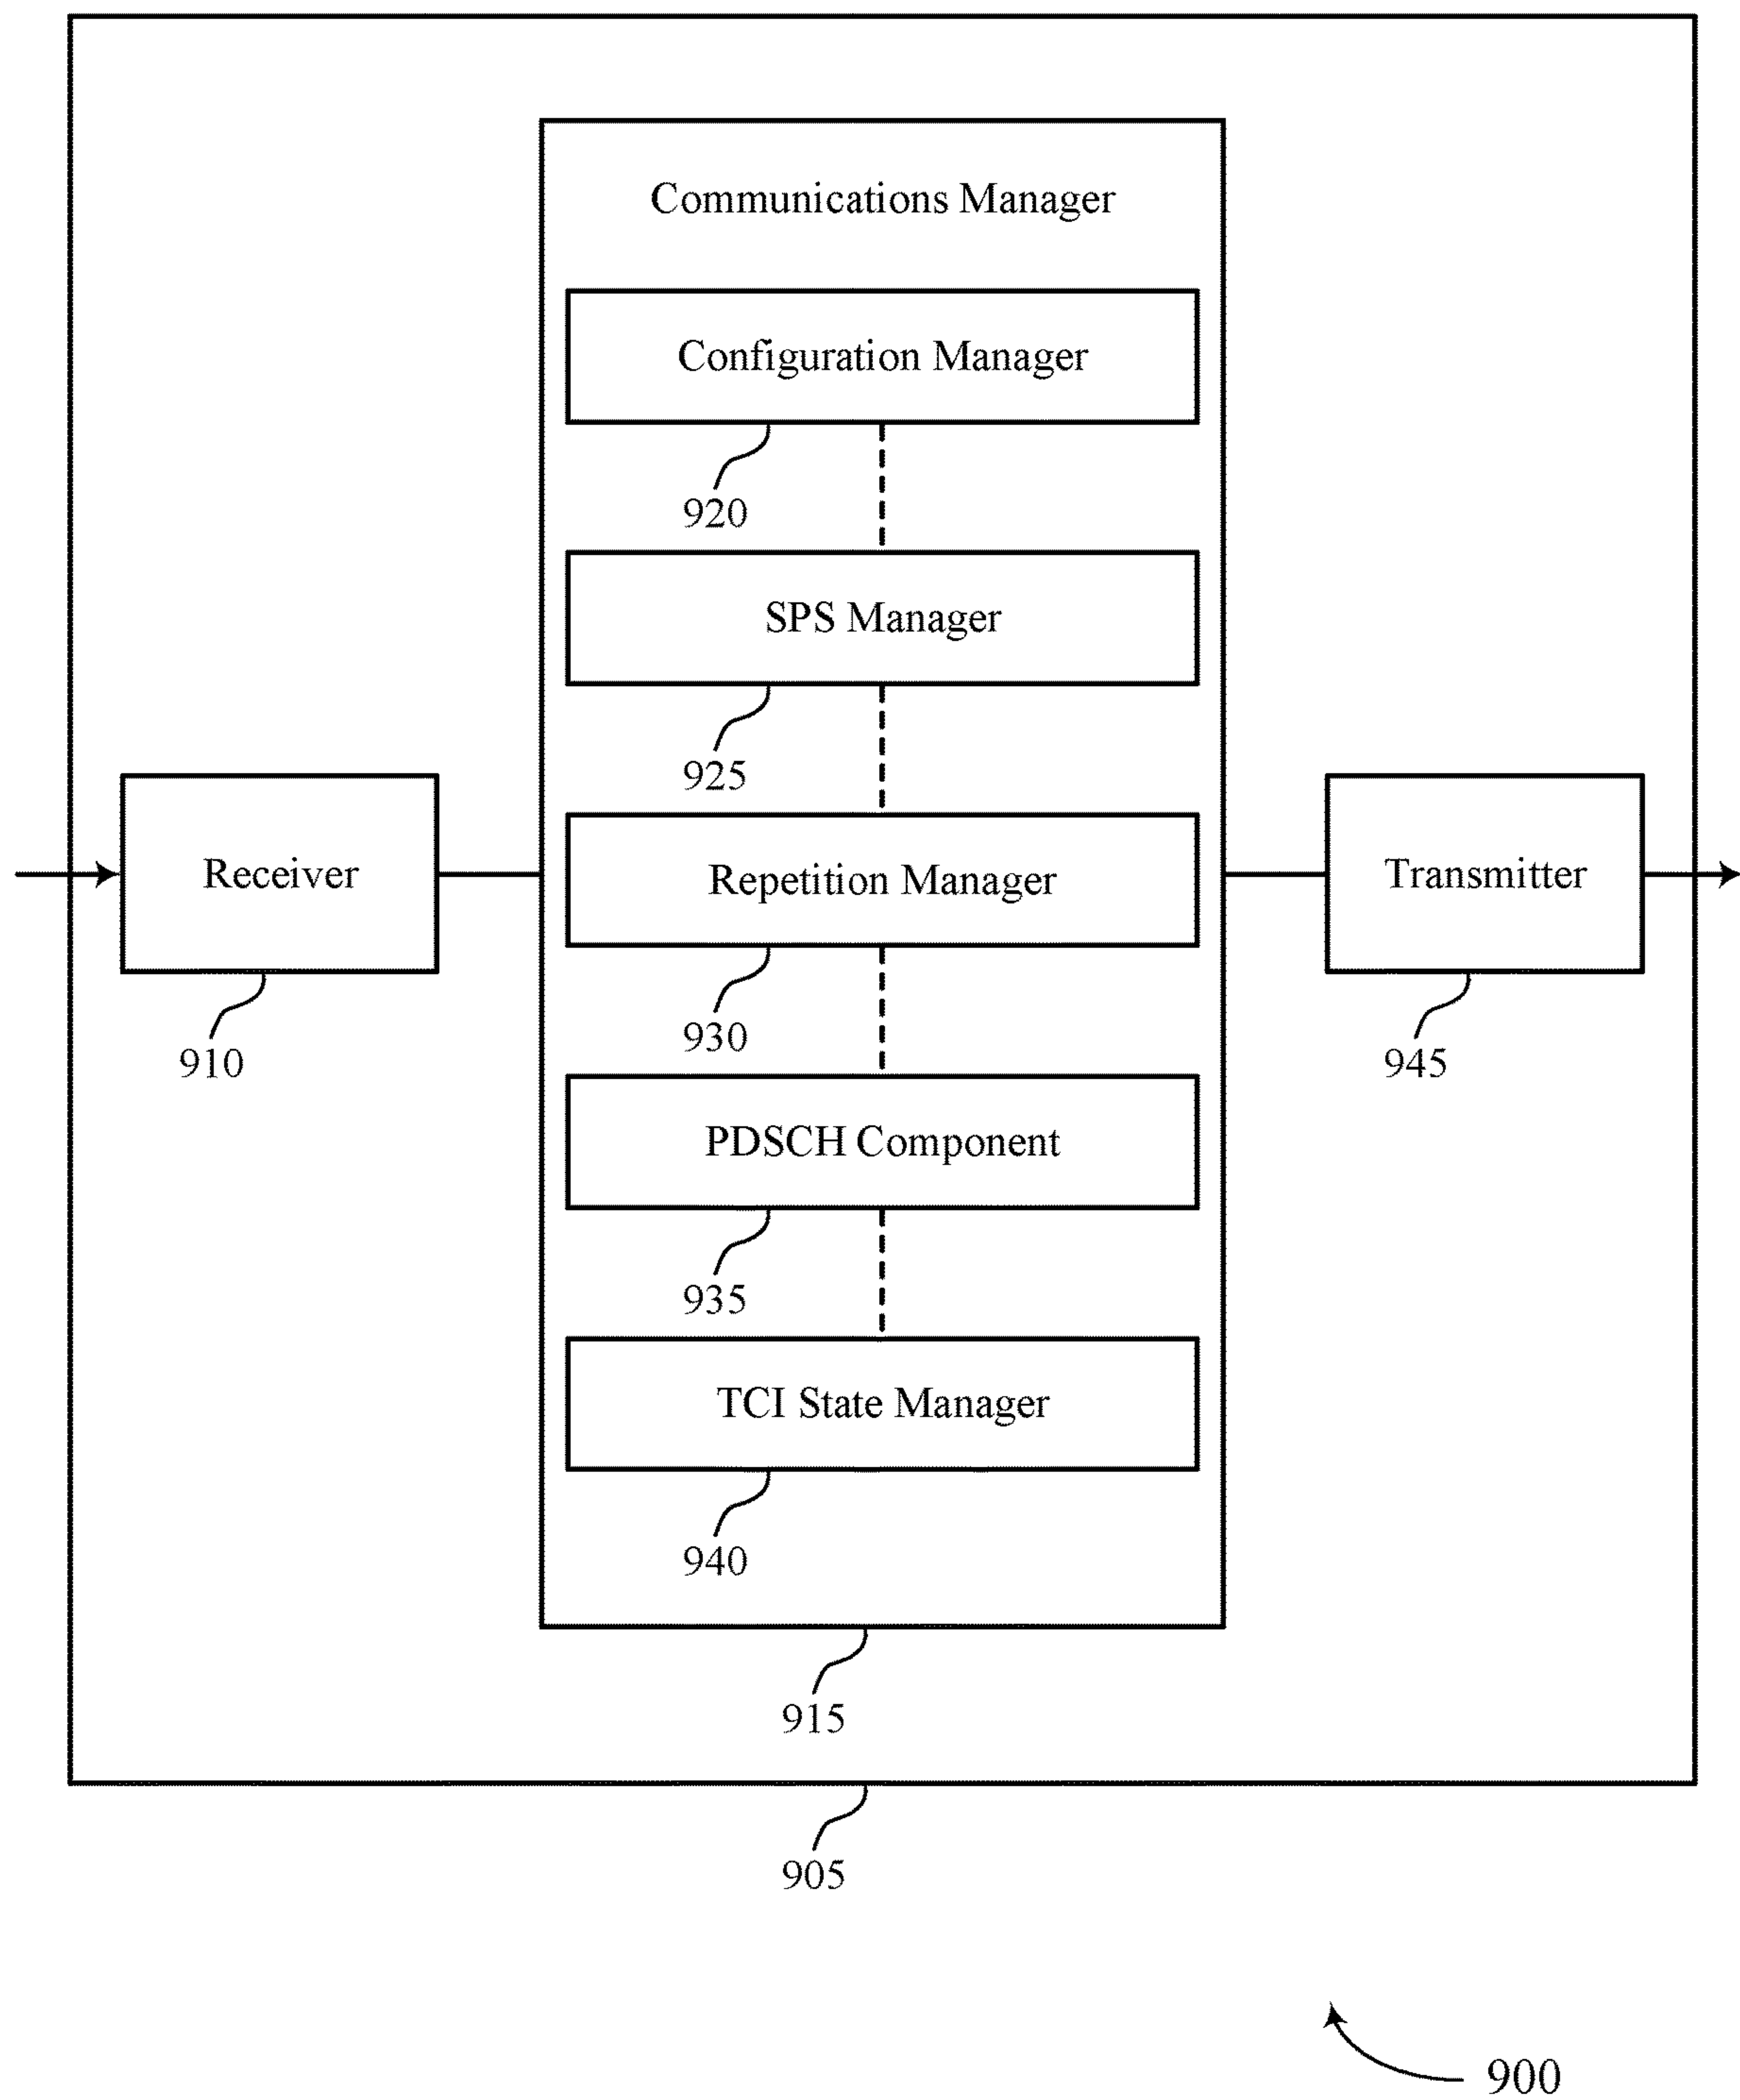 Communications Manager
Configuration Manager
920
SPS Manager
925
Receiver
910
Repetition Manager
930
Transmitter
945
PDSCH Component
935
TCI State Manager
940
915
905
900